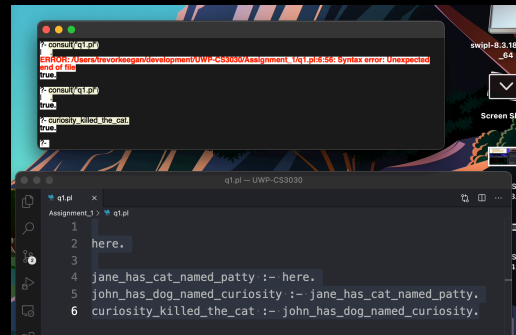 ?- consult('q1.pl')
|    .
ERROR: /Users/trevorkeegan/development/UWP-CS3030/Assignment_1/q1.pl:6:56: Syntax error: Unexpected
end of file
true.
?- consult('q1.pl')
|    .
true.
?- curiosity_killed_the_cat.
true.
?-
swipl-8.3.18
_64
q1.pl — UWP-CS3030
q1.pl ×
Assignment_1 > q1.pl
1
2 here.
3
4 jane_has_cat_named_patty :- here.
5 john_has_dog_named_curiosity :- jane_has_cat_named_patty.
6 curiosity_killed_the_cat :- john_has_dog_named_curiosity.
2